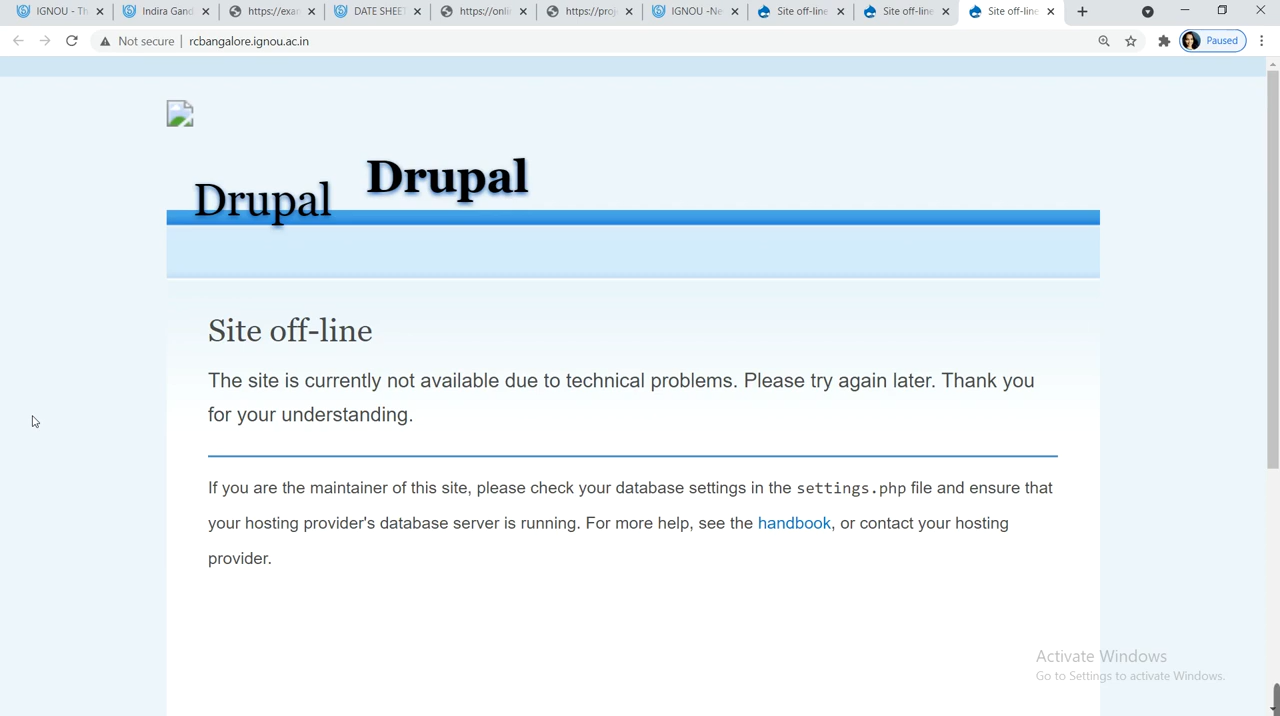 IGNOU - Th
Indira Gand
https://exan
DATE SHEET
https://onli
https://proj
IGNOU -Ne
Site off-line
Site off-line
Site off-line
Not secure
rcbangalore.ignou.ac.in
Paused
Drupal
Drupal
Site off-line
The site is currently not available due to technical problems. Please try again later. Thank you
for your understanding.
If you are the maintainer of this site, please check your database settings in the settings.php file and ensure that
your hosting provider's database server is running. For more help, see the handbook, or contact your hosting
provider.
Activate Windows
Go to Settings to activate Windows.